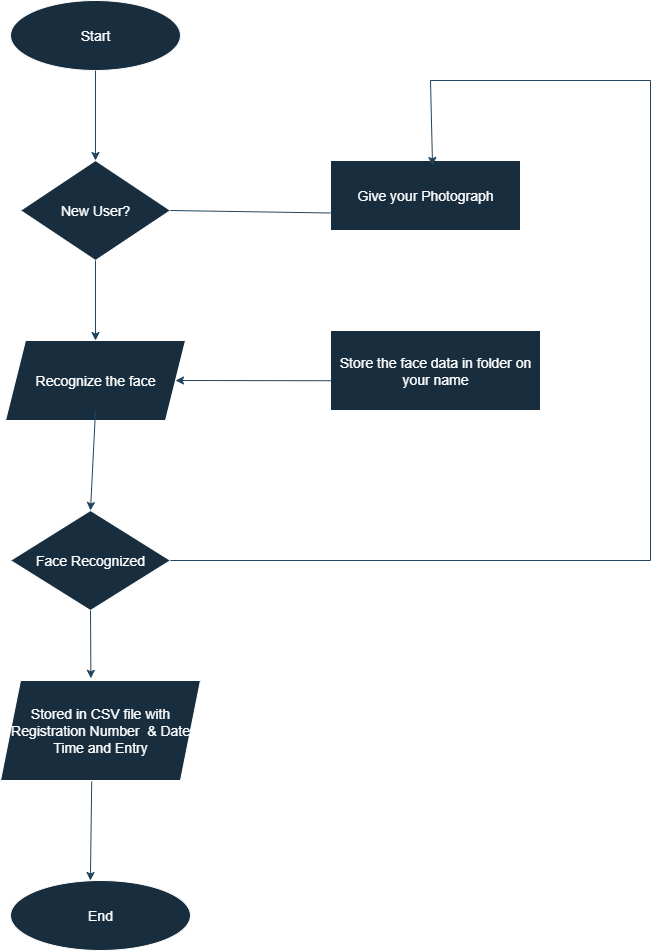 Start
New User?
Give your Photograph
Recognize the face
Store the face data in folder on
your name
Face Recognized
Stored in CSV file with
Registration Number & Date
Time and Entry
End